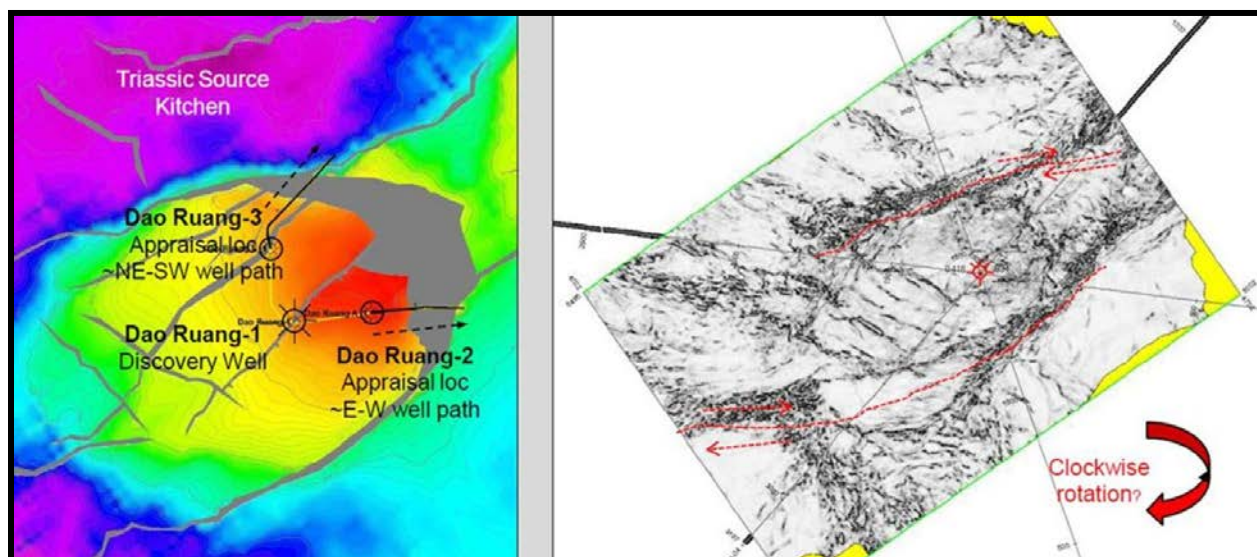 Triassic Source
Kitchen
Dao Ruang-3
Appraisal loc
~NE-SW well path
Dao Ruang-1
Discovery Well
Dao Ruang-2
Appraisal loc
~E-W well path
Clockwise
rotation?